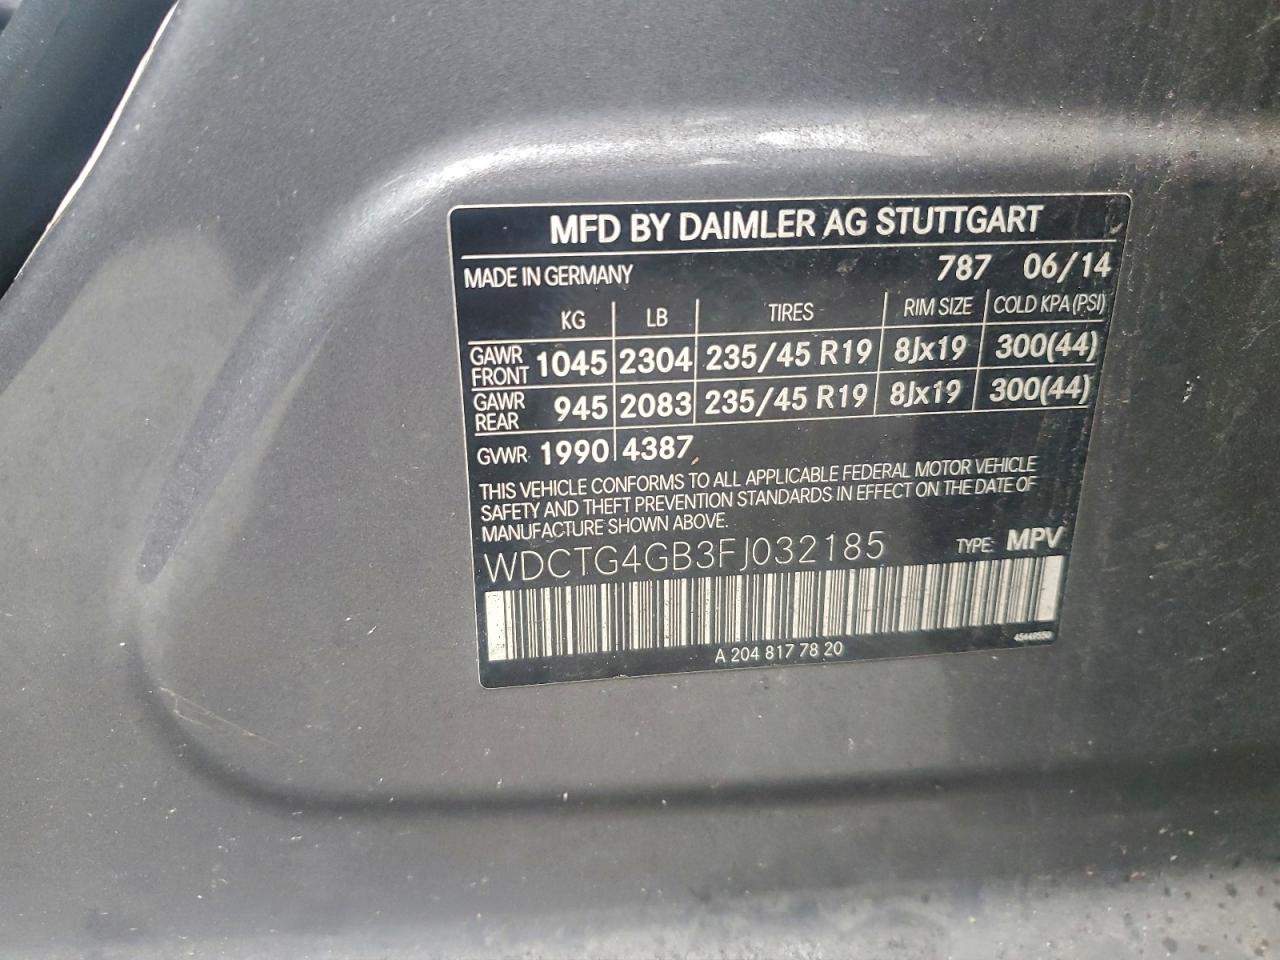 MFD BY DAIMLER AG STUTTGART
MADE IN GERMANY 787 06/14
KG LB TIRES RIM SIZE COLD KPA (PSI)
GAWR FRONT 1045 2304 235/45 R19 8Jx19 300(44)
GAWR REAR 945 2083 235/45 R19 8Jx19 300(44)
GVWR 1990 4387
THIS VEHICLE CONFORMS TO ALL APPLICABLE FEDERAL MOTOR VEHICLE
SAFETY AND THEFT PREVENTION STANDARDS IN EFFECT ON THE DATE OF
MANUFACTURE SHOWN ABOVE.
WDCTG4GB3FJ032185 TYPE: MPV
A 204 817 78 20